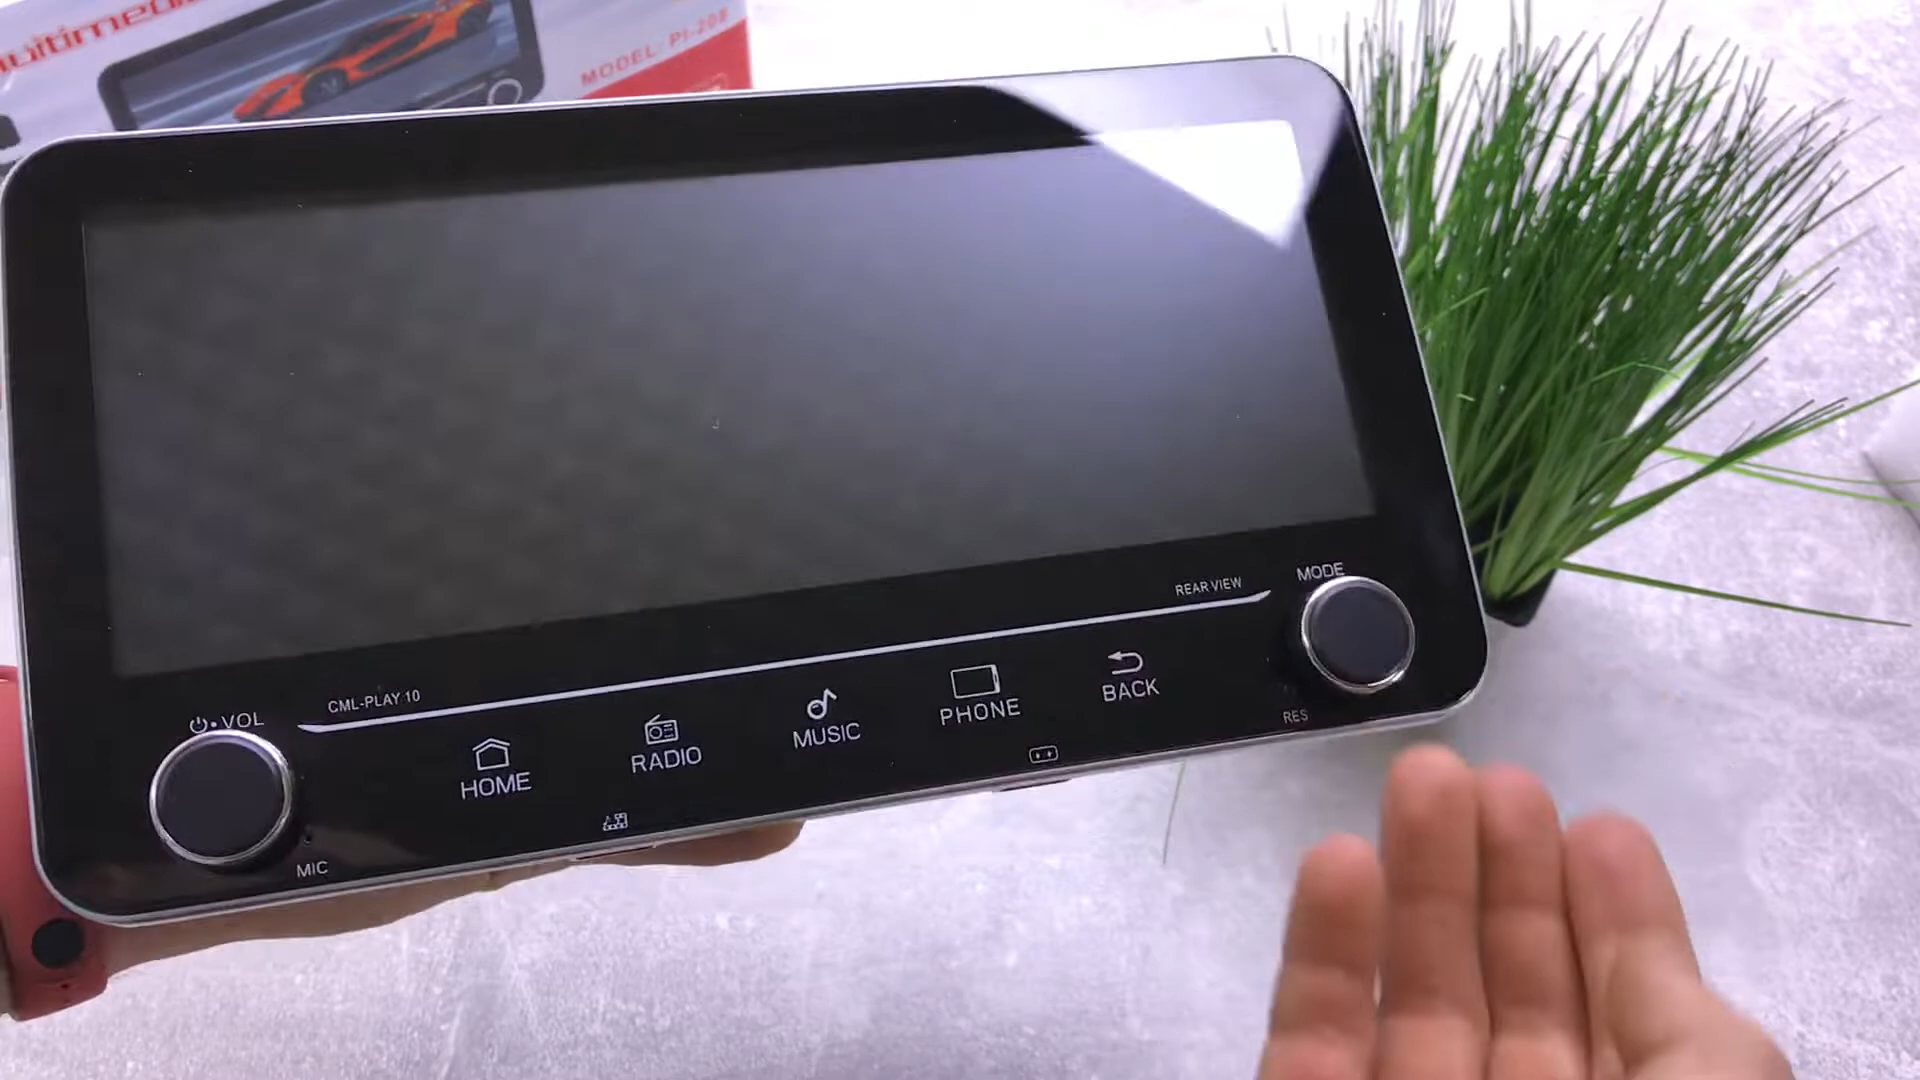 MODEL: PI-208
REAR VIEW
MODE
CML-PLAY 10
VOL
HOME
RADIO
MUSIC
PHONE
BACK
RES
MIC